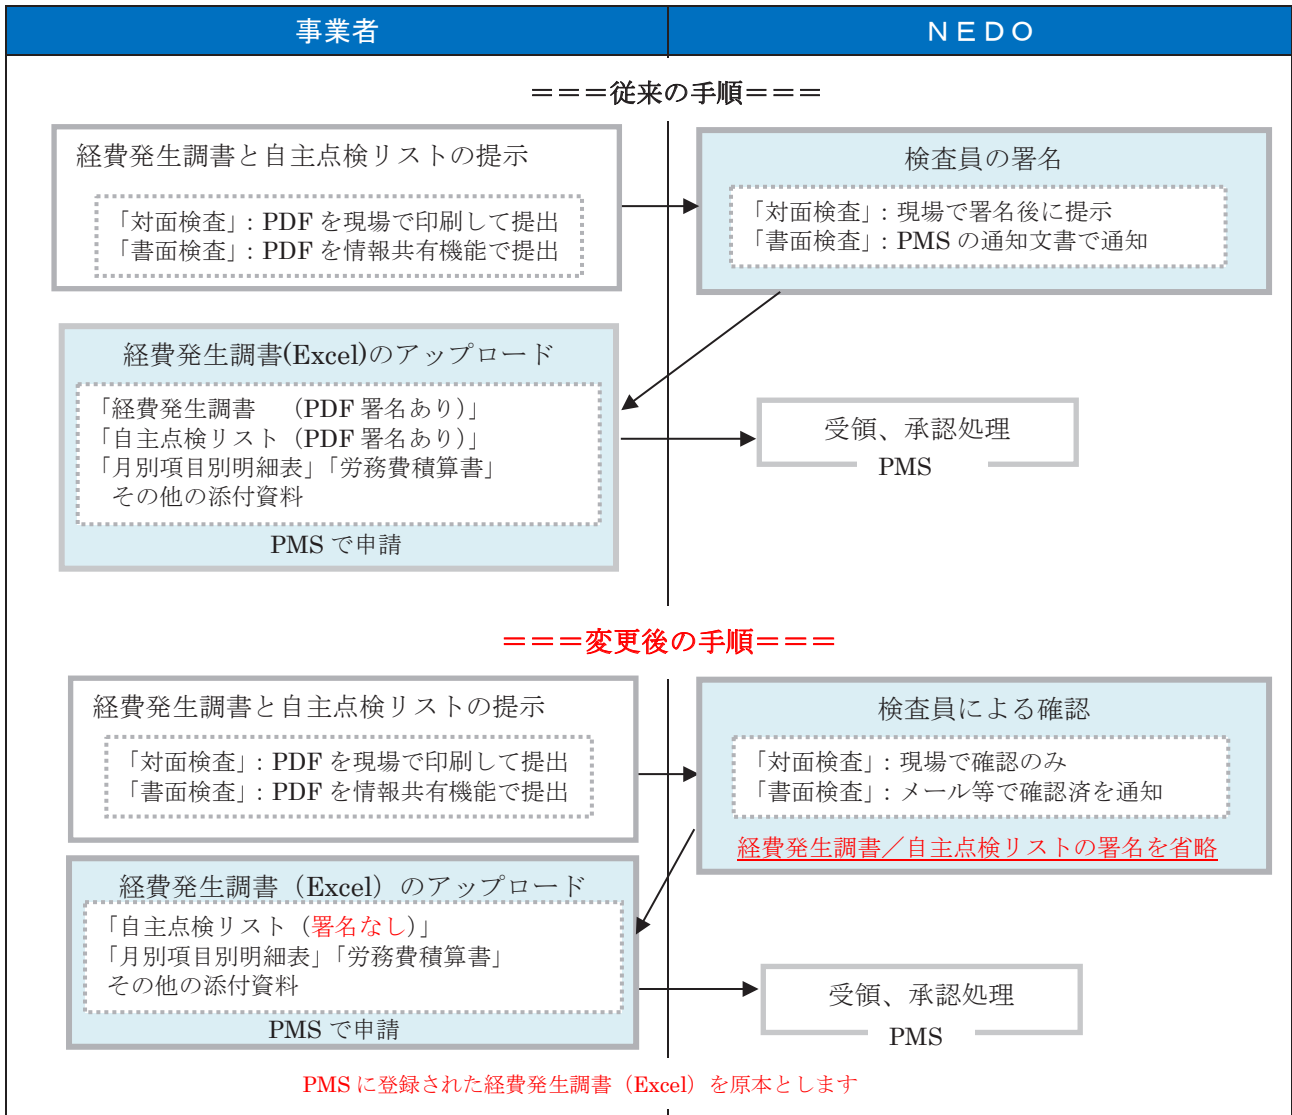 事業者
ＮＥＤＯ
＝＝＝従来の手順＝＝＝
経費発生調書と自主点検リストの提示
「対面検査」：PDF を現場で印刷して提出
「書面検査」：PDF を情報共有機能で提出
検査員の署名
「対面検査」：現場で署名後に提示
「書面検査」：PMS の通知文書で通知
経費発生調書(Excel)のアップロード
「経費発生調書　（PDF 署名あり）」
「自主点検リスト（PDF 署名あり）」
「月別項目別明細表」「労務費積算書」
その他の添付資料
PMS で申請
受領、承認処理
PMS
＝＝＝変更後の手順＝＝＝
経費発生調書と自主点検リストの提示
「対面検査」：PDF を現場で印刷して提出
「書面検査」：PDF を情報共有機能で提出
検査員による確認
「対面検査」：現場で確認のみ
「書面検査」：メール等で確認済を通知
経費発生調書／自主点検リストの署名を省略
経費発生調書（Excel）のアップロード
「自主点検リスト（署名なし）」
「月別項目別明細表」「労務費積算書」
その他の添付資料
PMS で申請
受領、承認処理
PMS
PMS に登録された経費発生調書（Excel）を原本とします